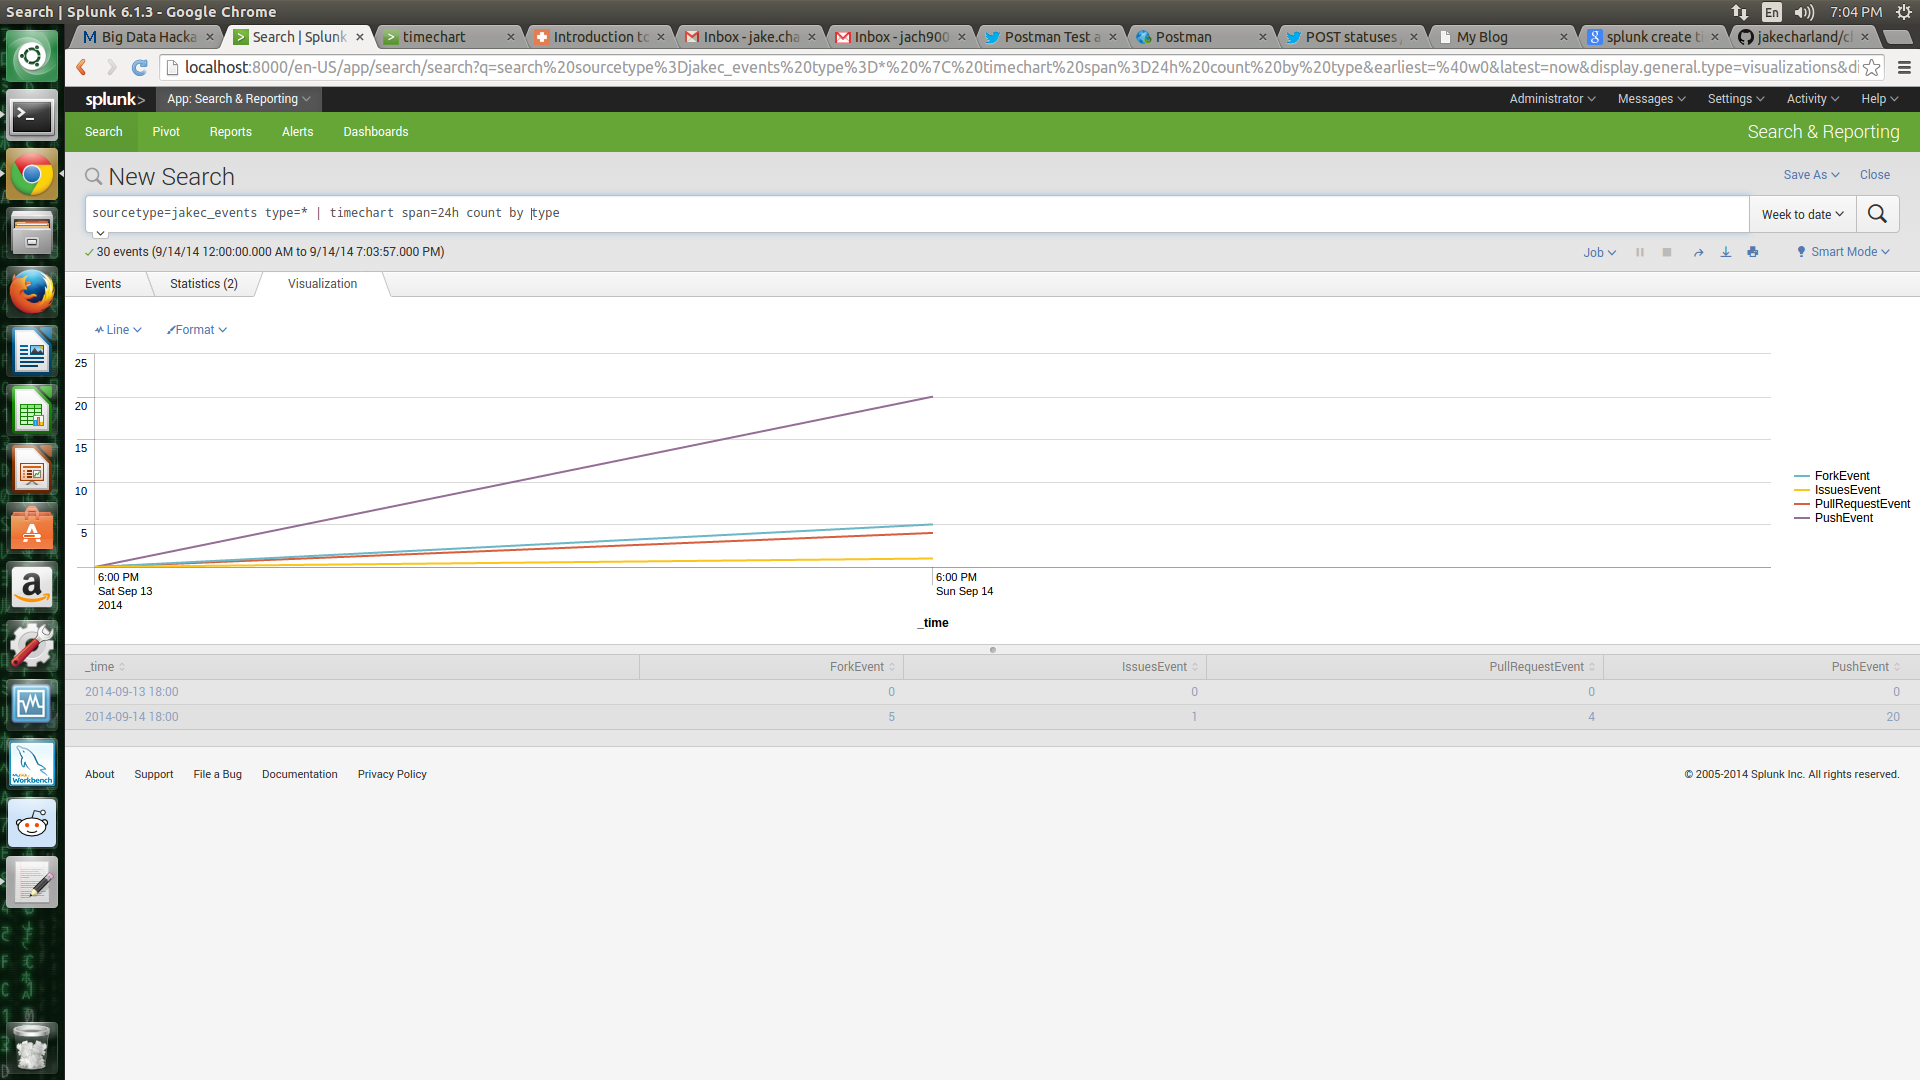 Search | Splunk 6.1.3 - Google Chrome
En
7:04 PM
Big Data Hacka
Search | Splunk
timechart
Introduction to
Inbox - jake.cha
Inbox - jach900
Postman Test a
Postman
POST statuses
My Blog
splunk create ti
jakecharland/cl
localhost:8000/en-US/app/search/search?q=search%20sourcetype%3Djakec_events%20type%3D*%20%7C%20timechart%20span%3D24h%20count%20by%20type&earliest=%40w0&latest=now&display.general.type=visualizations&di
splunk>
App: Search & Reporting
Administrator
Messages
Settings
Activity
Help
Search
Pivot
Reports
Alerts
Dashboards
Search & Reporting
New Search
Save As
Close
sourcetype=jakec_events type=* | timechart span=24h count by type
Week to date
30 events (9/14/14 12:00:00.000 AM to 9/14/14 7:03:57.000 PM)
Job
Smart Mode
Events
Statistics (2)
Visualization
Line
Format
25
20
15
10
5
ForkEvent
IssuesEvent
PullRequestEvent
PushEvent
6:00 PM
Sat Sep 13
2014
6:00 PM
Sun Sep 14
_time
_time ForkEvent IssuesEvent PullRequestEvent PushEvent
2014-09-13 18:00 0 0 0 0
2014-09-14 18:00 5 1 4 20
About
Support
File a Bug
Documentation
Privacy Policy
© 2005-2014 Splunk Inc. All rights reserved.
Workbench